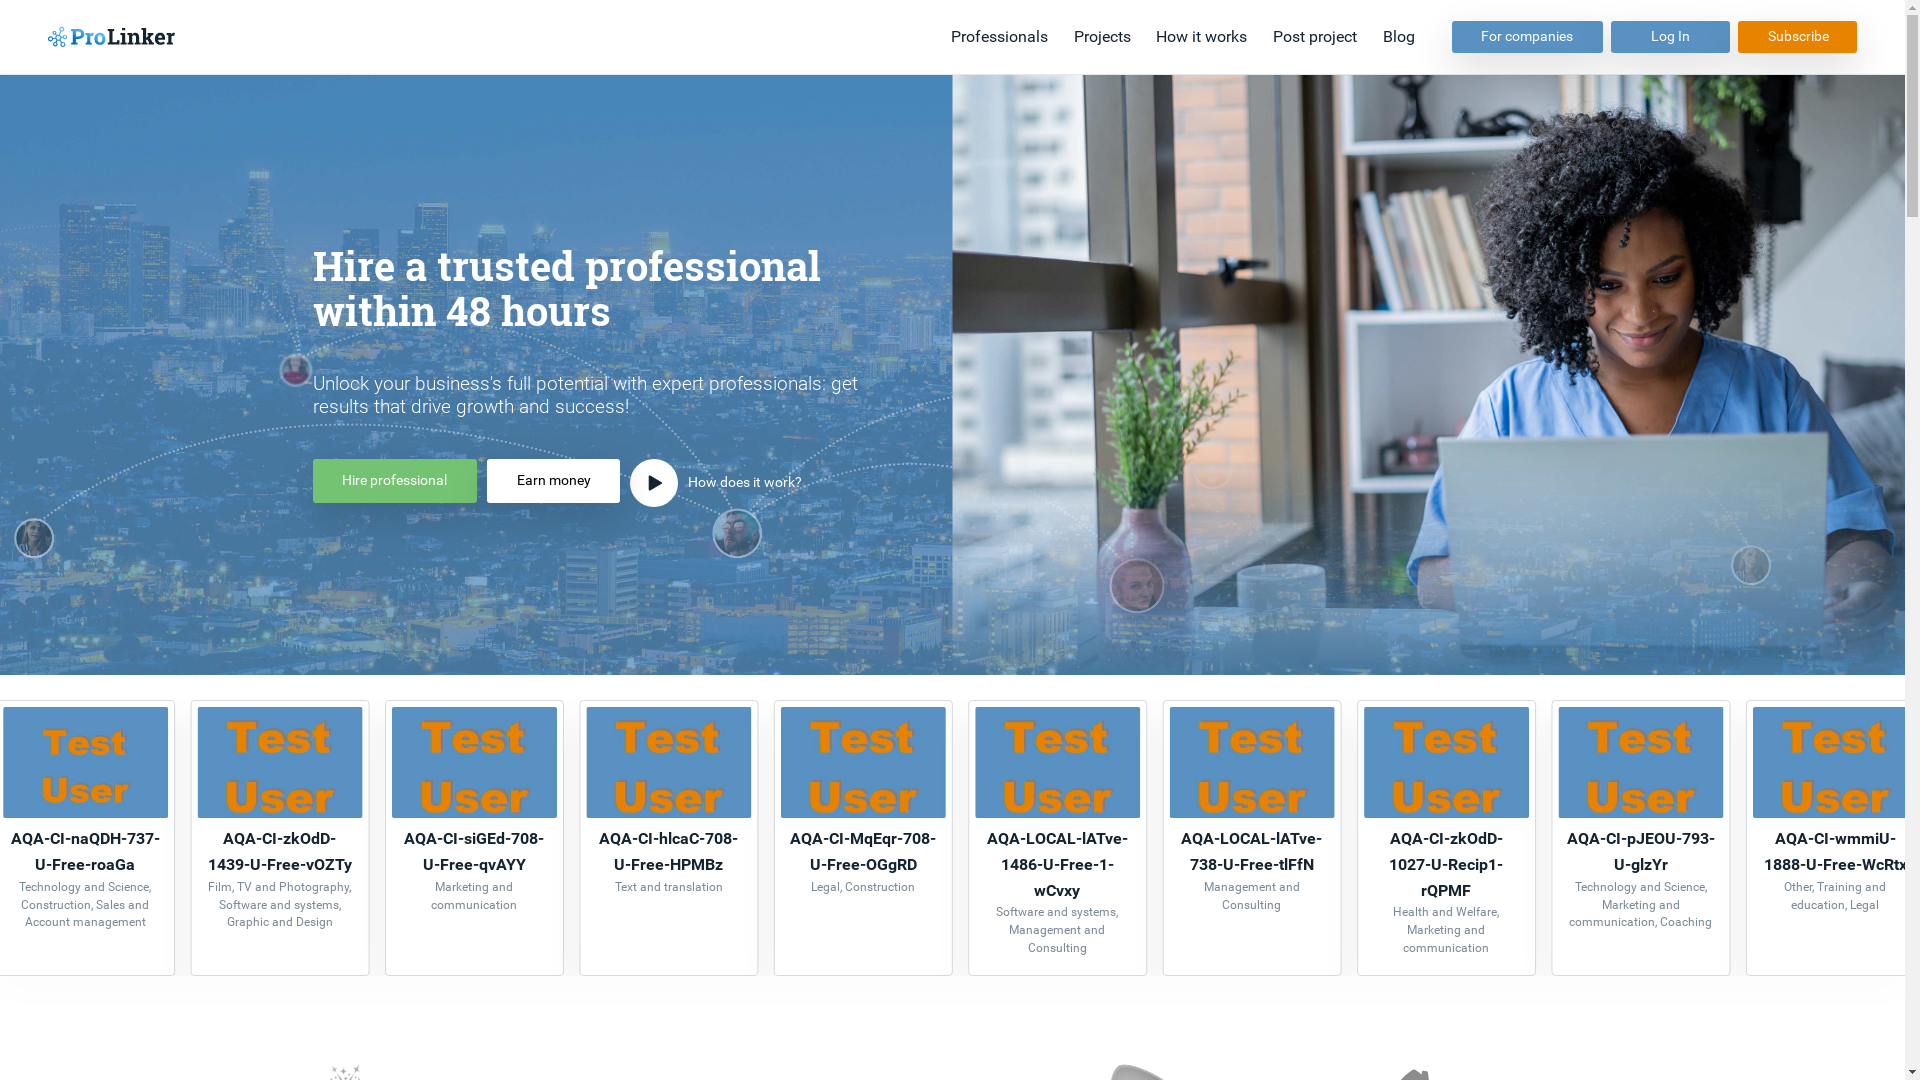 ProLinker
Professionals
Projects
How it works
Post project
Blog
For companies
Log In
Subscribe
Hire a trusted professional
within 48 hours
Unlock your business's full potential with expert professionals: get
results that drive growth and success!
Hire professional
Earn money
How does it work?
Test
User
AQA-CI-naQDH-737-
U-Free-roaGa
Technology and Science,
Construction, Sales and
Account management
Test
User
AQA-CI-zkOdD-
1439-U-Free-vOZTy
Film, TV and Photography,
Software and systems,
Graphic and Design
Test
User
AQA-CI-siGEd-708-
U-Free-qvAYY
Marketing and
communication
Test
User
AQA-CI-hlcaC-708-
U-Free-HPMBz
Text and translation
Test
User
AQA-CI-MqEqr-708-
U-Free-OGgRD
Legal, Construction
Test
User
AQA-LOCAL-lATve-
1486-U-Free-1-
wCvxy
Software and systems,
Management and
Consulting
Test
User
AQA-LOCAL-lATve-
738-U-Free-tlFfN
Management and
Consulting
Test
User
AQA-CI-zkOdD-
1027-U-Recip1-
rQPMF
Health and Welfare,
Marketing and
communication
Test
User
AQA-CI-pJEOU-793-
U-glzYr
Technology and Science,
Marketing and
communication, Coaching
Test
User
AQA-CI-wmmiU-
1888-U-Free-WcRtx
Other, Training and
education, Legal